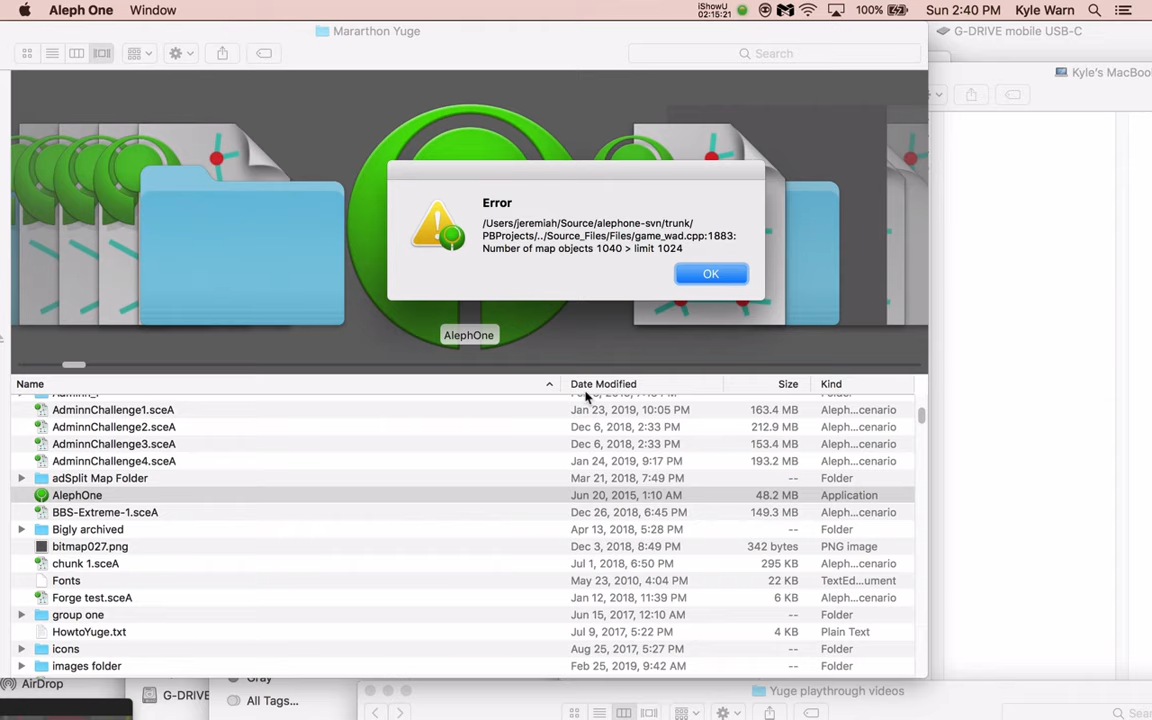 Aleph One Window iShowU 02:15:21 100% Sun 2:40 PM Kyle Warn
Mararthon Yuge G-DRIVE mobile USB-C
Search
Kyle's MacBo
Error
/Users/jeremiah/Source/alephone-svn/trunk/
PBProjects/../Source_Files/Files/game_wad.cpp:1883:
Number of map objects 1040 > limit 1024
OK
AlephOne
Name Date Modified Size Kind
AdminnChallenge1.sceA Jan 23, 2019, 10:05 PM 163.4 MB Aleph...cenario
AdminnChallenge2.sceA Dec 6, 2018, 2:33 PM 212.9 MB Aleph...cenario
AdminnChallenge3.sceA Dec 6, 2018, 2:33 PM 153.4 MB Aleph...cenario
AdminnChallenge4.sceA Jan 24, 2019, 9:17 PM 193.2 MB Aleph...cenario
adSplit Map Folder Mar 21, 2018, 7:49 PM -- Folder
AlephOne Jun 20, 2015, 1:10 AM 48.2 MB Application
BBS-Extreme-1.sceA Dec 26, 2018, 6:45 PM 149.3 MB Aleph...cenario
Bigly archived Apr 13, 2018, 5:28 PM -- Folder
bitmap027.png Dec 3, 2018, 8:49 PM 342 bytes PNG image
chunk 1.sceA Jul 1, 2018, 6:50 PM 295 KB Aleph...cenario
Fonts May 23, 2010, 4:04 PM 22 KB TextEd...ument
Forge test.sceA Jan 12, 2018, 11:39 PM 6 KB Aleph...cenario
group one Jun 15, 2017, 12:10 AM -- Folder
HowtoYuge.txt Jul 9, 2017, 5:22 PM 4 KB Plain Text
icons Aug 25, 2017, 5:27 PM -- Folder
images folder Feb 25, 2019, 9:42 AM -- Folder
AirDrop
G-DRIVE All Tags... Yuge playthrough videos
Sear